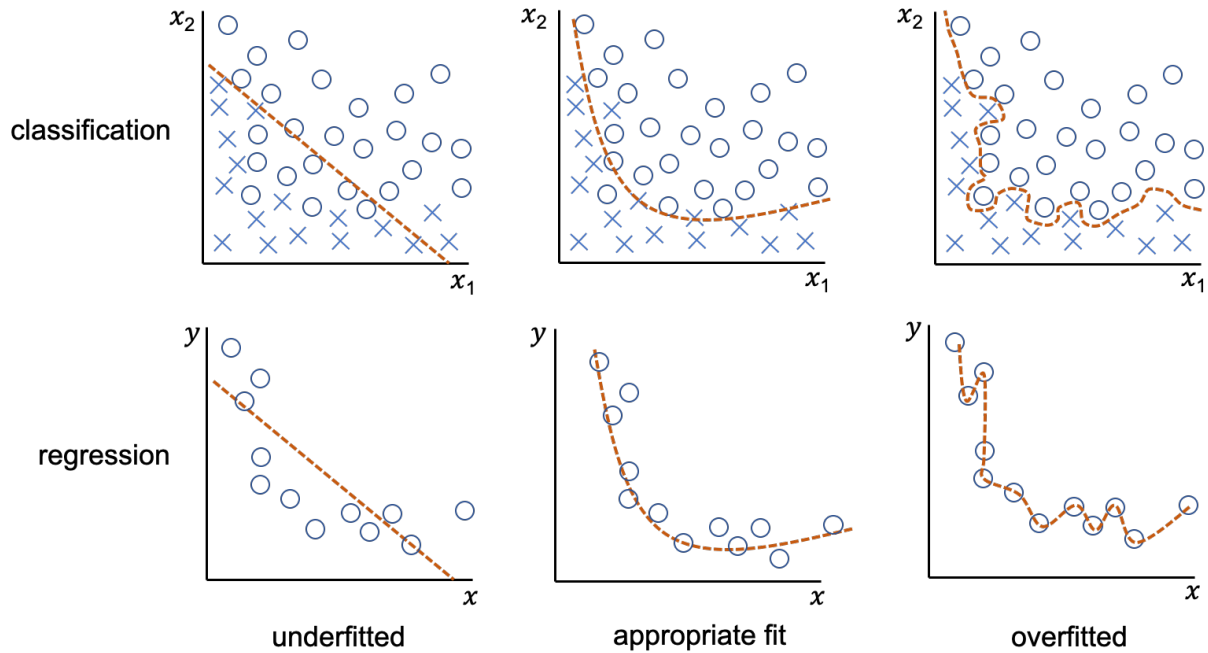 x₂ x₂ x₂
classification
x₁ x₁ x₁
y y y
regression
x x x
underfitted appropriate fit overfitted